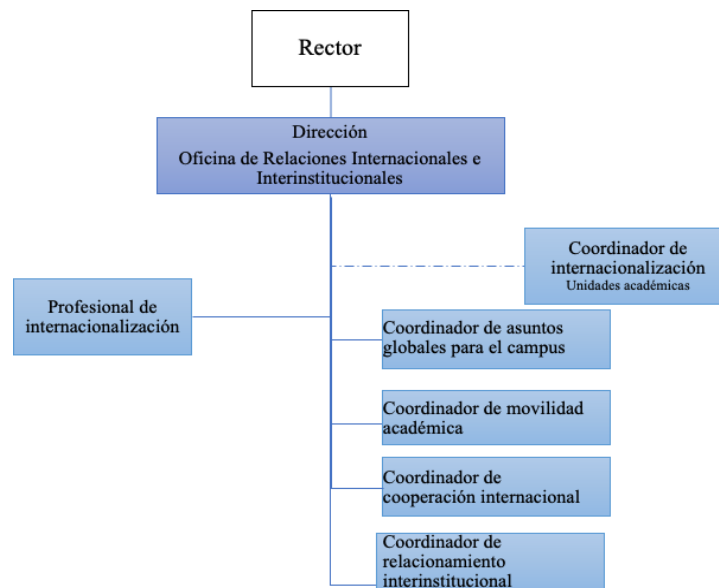 Rector
Dirección
Oficina de Relaciones Internacionales e
Interinstitucionales
Coordinador de
internacionalización
Unidades académicas
Profesional de
internacionalización
Coordinador de asuntos
globales para el campus
Coordinador de movilidad
académica
Coordinador de
cooperación internacional
Coordinador de
relacionamiento
interinstitucional